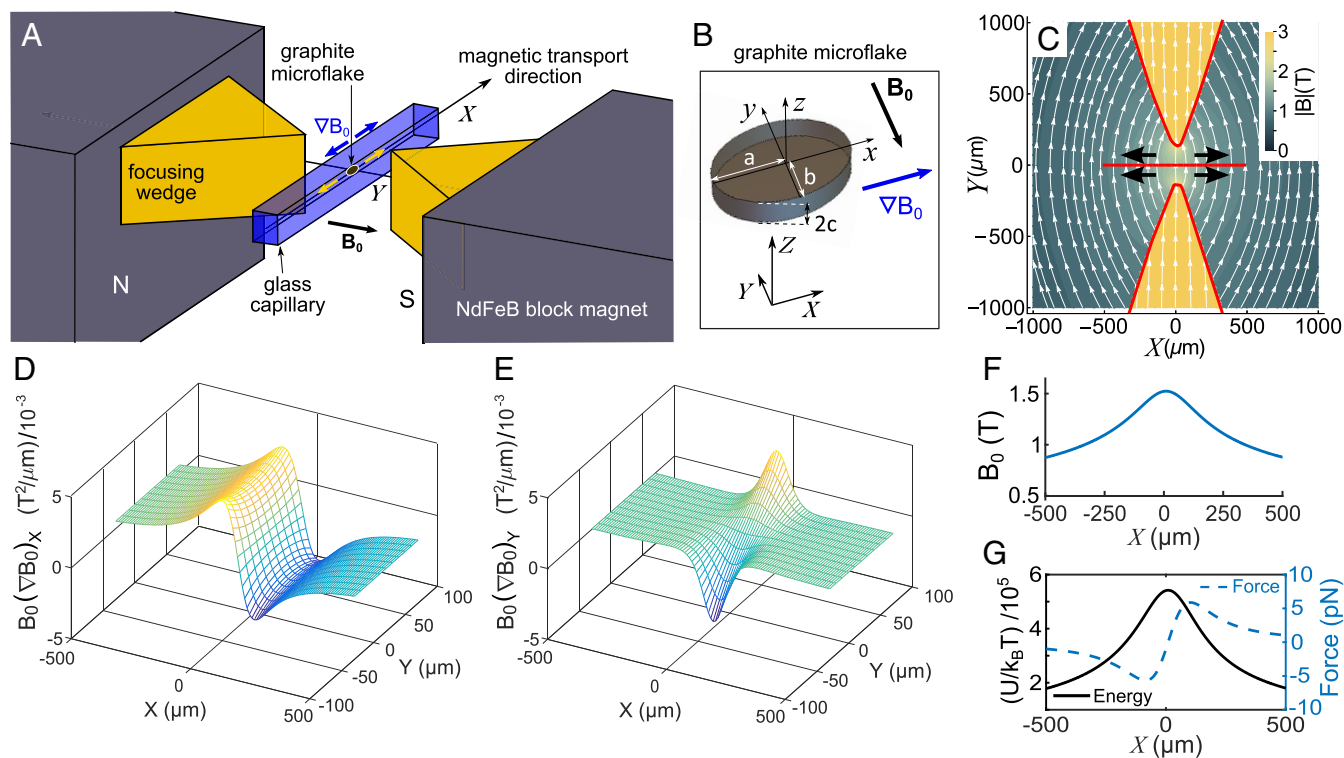 A
graphite
microflake
magnetic transport
direction
X
∇B₀
focusing
wedge
Y
B₀
glass
capillary
N
S
NdFeB block magnet
B
graphite microflake
B₀
z
y
x
a
b
∇B₀
2c
Z
Y
X
C
1000
500
0
-500
-1000
Y(µm)
-1000 -500 0 500 1000
X(µm)
3
2
1
0
|B|(T)
D
B₀(∇B₀)X (T²/µm)/10⁻³
5
0
-5
-500
0
500
X (µm)
100
50
0
-50
-100
Y (µm)
E
B₀(∇B₀)Y (T²/µm)/10⁻³
5
0
-5
-500
0
500
X (µm)
100
50
0
-50
-100
Y (µm)
F
1.5
1
0.5
B₀ (T)
-500 -250 0 250 500
X (µm)
G
6
4
2
(U/kBT) /10⁵
Force
Energy
10
5
0
-5
-10
Force (pN)
-500 0 500
X (µm)